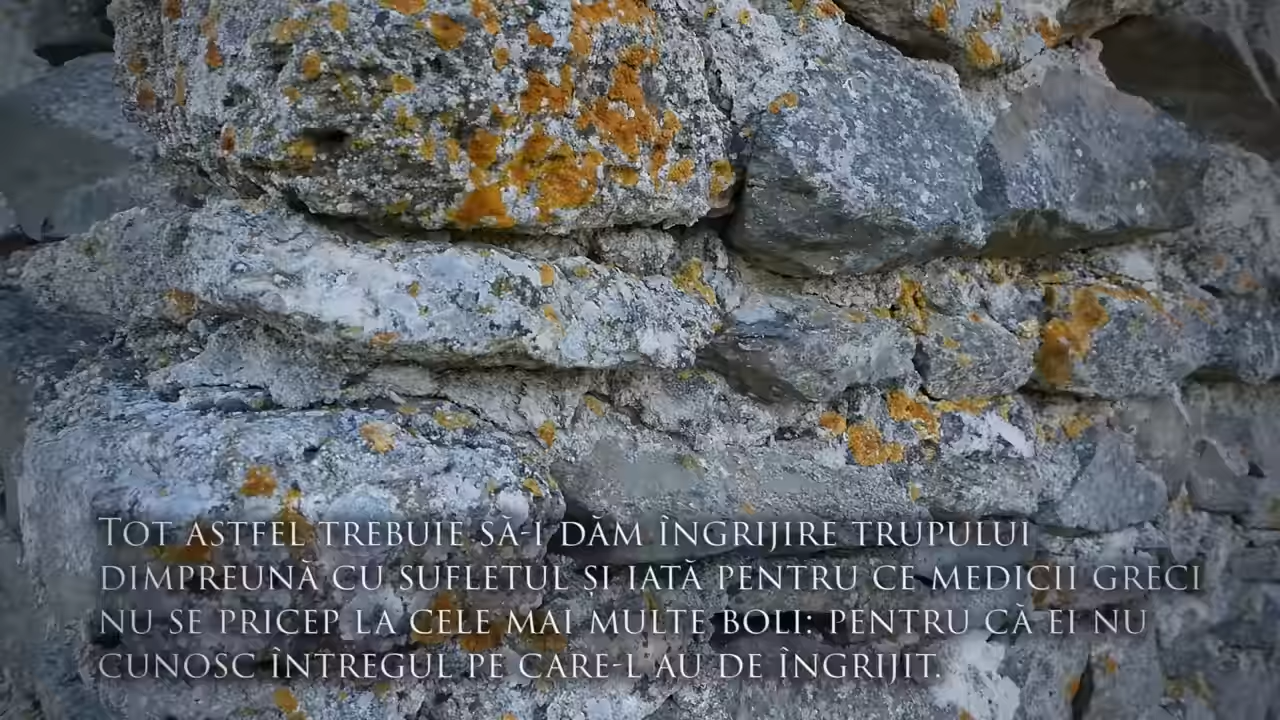 Tot astfel trebuie să-i dăm îngrijire trupului
dimpreună cu sufletul și iată pentru ce medicii greci
nu se pricep la cele mai multe boli: pentru că ei nu
cunosc întregul pe care-l au de îngrijit.